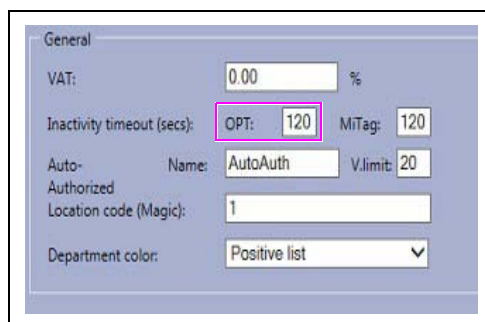 General
VAT: 0.00 %
Inactivity timeout (secs): OPT: 120 MiTag: 120
Auto- Name: AutoAuth V.limit: 20
Authorized
Location code (Magic): 1
Department color: Positive list